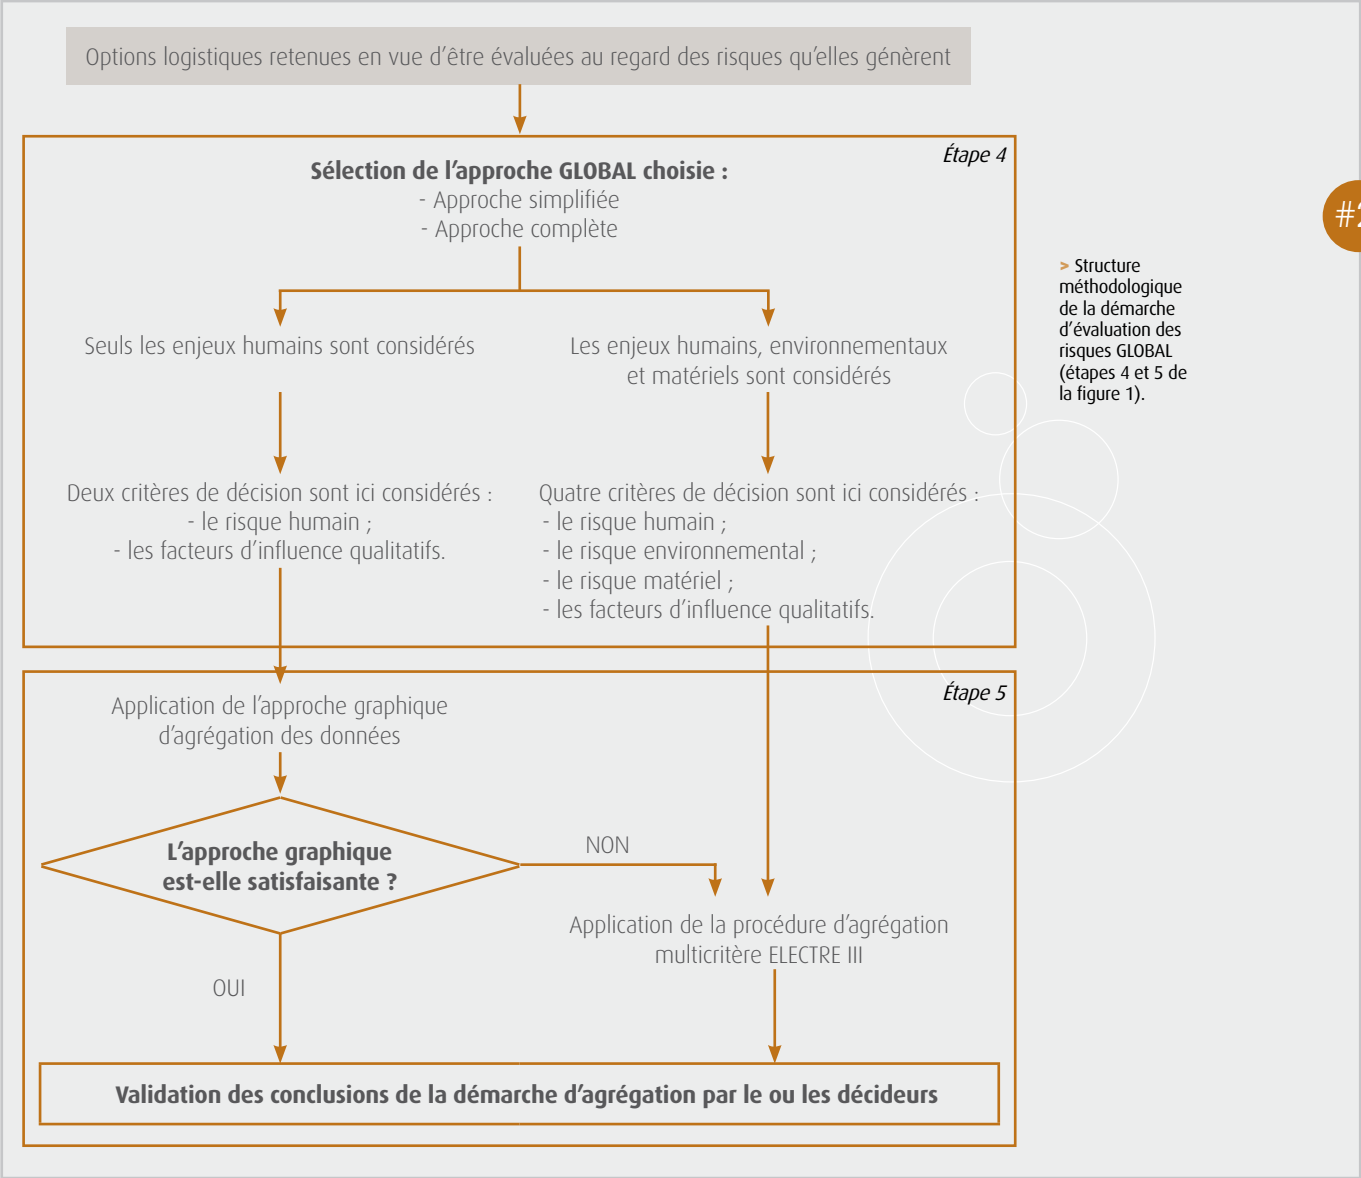 Options logistiques retenues en vue d’être évaluées au regard des risques qu’elles génèrent
Étape 4
Sélection de l’approche GLOBAL choisie :
- Approche simplifiée
- Approche complète
#2
> Structure
méthodologique
de la démarche
d’évaluation des
risques GLOBAL
(étapes 4 et 5 de
la figure 1).
Seuls les enjeux humains sont considérés
Les enjeux humains, environnementaux
et matériels sont considérés
Deux critères de décision sont ici considérés :
- le risque humain ;
- les facteurs d’influence qualitatifs.
Quatre critères de décision sont ici considérés :
- le risque humain ;
- le risque environnemental ;
- le risque matériel ;
- les facteurs d’influence qualitatifs.
Étape 5
Application de l’approche graphique
d’agrégation des données
L’approche graphique
est-elle satisfaisante ?
NON
Application de la procédure d’agrégation
multicritère ELECTRE III
OUI
Validation des conclusions de la démarche d’agrégation par le ou les décideurs